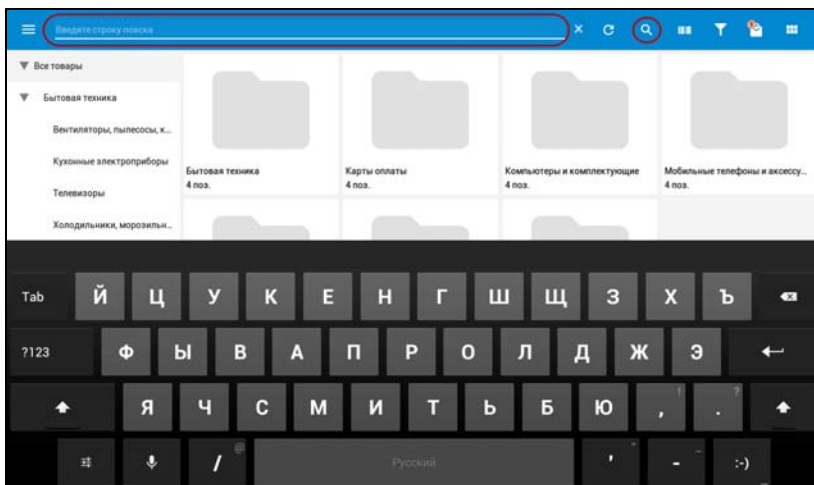 Введите строку поиска
Все товары
Бытовая техника
Вентиляторы, пылесосы, к...
Кухонные электроприборы
Телевизоры
Холодильники, морозильн...
Бытовая техника
4 поз.
Карты оплаты
4 поз.
Компьютеры и комплектующие
4 поз.
Мобильные телефоны и аксессу...
4 поз.
Tab Й Ц У К Е Н Г Ш Щ З Х Ъ
?123 Ф Ы В А П Р О Л Д Ж Э
Я Ч С М И Т Ь Б Ю , ! . ?
/ @ Русский ' " - _ :-)